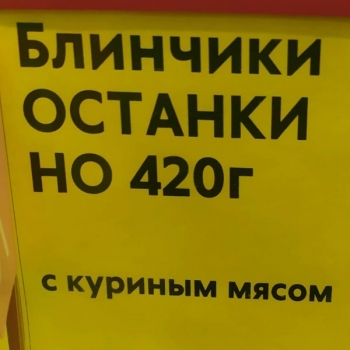 Блинчики
ОСТАНКИ
НО 420г
с куриным мясом